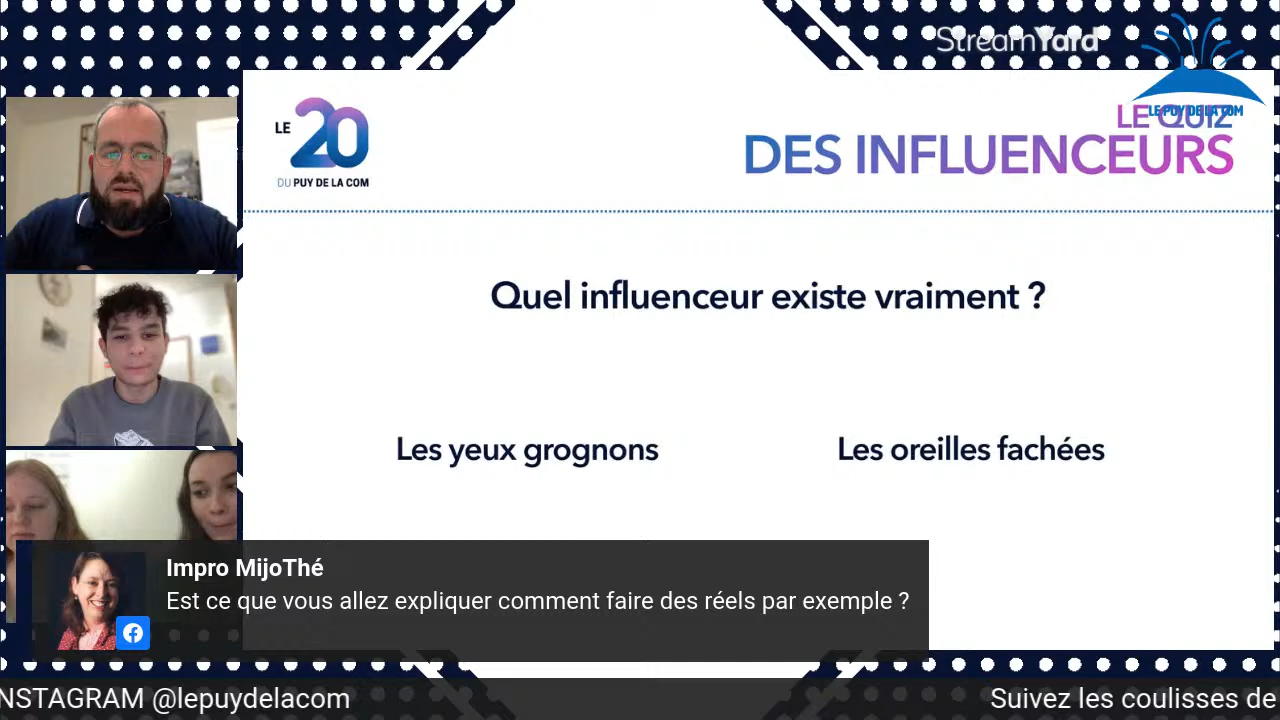 StreamYard
LE PUY DE LA COM
LE 20
DU PUY DE LA COM
LE QUIZ
DES INFLUENCEURS
Quel influenceur existe vraiment ?
Les yeux grognons
Les oreilles fachées
Impro MijoThé
Est ce que vous allez expliquer comment faire des réels par exemple ?
NSTAGRAM @lepuydelacom
Suivez les coulisses de